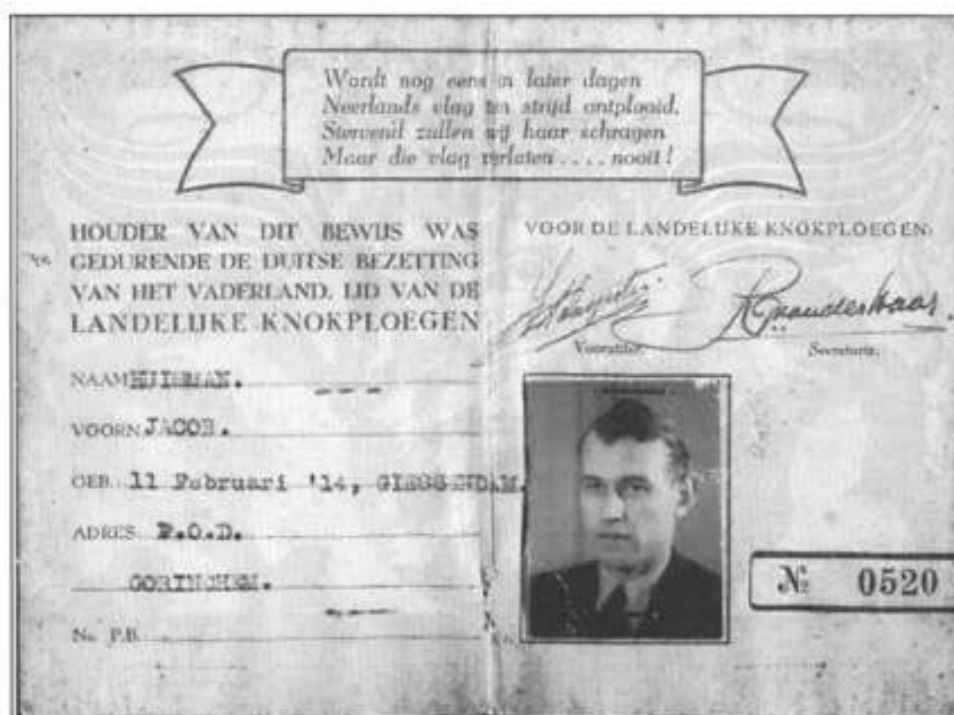 Wordt nog eens in later dagen
Neerlands vlag ten strijd ontplooid,
Stervend zullen wij haar schragen
Maar die vlag verlaten .... nooit!
HOUDER VAN DIT BEWIJS WAS
GEDURENDE DE DUITSE BEZETTING
VAN HET VADERLAND, LID VAN DE
LANDELIJKE KNOKPLOEGEN
NAAM HUISMAN.
VOORN. JACOB.
GEB. 11 Februari '14, GIESSENDAM.
ADRES P.O.D.
GORINCHEM.
No P.B.
VOOR DE LANDELIJKE KNOKPLOEGEN:
Voorzitter.
Secretaris.
№ 0520